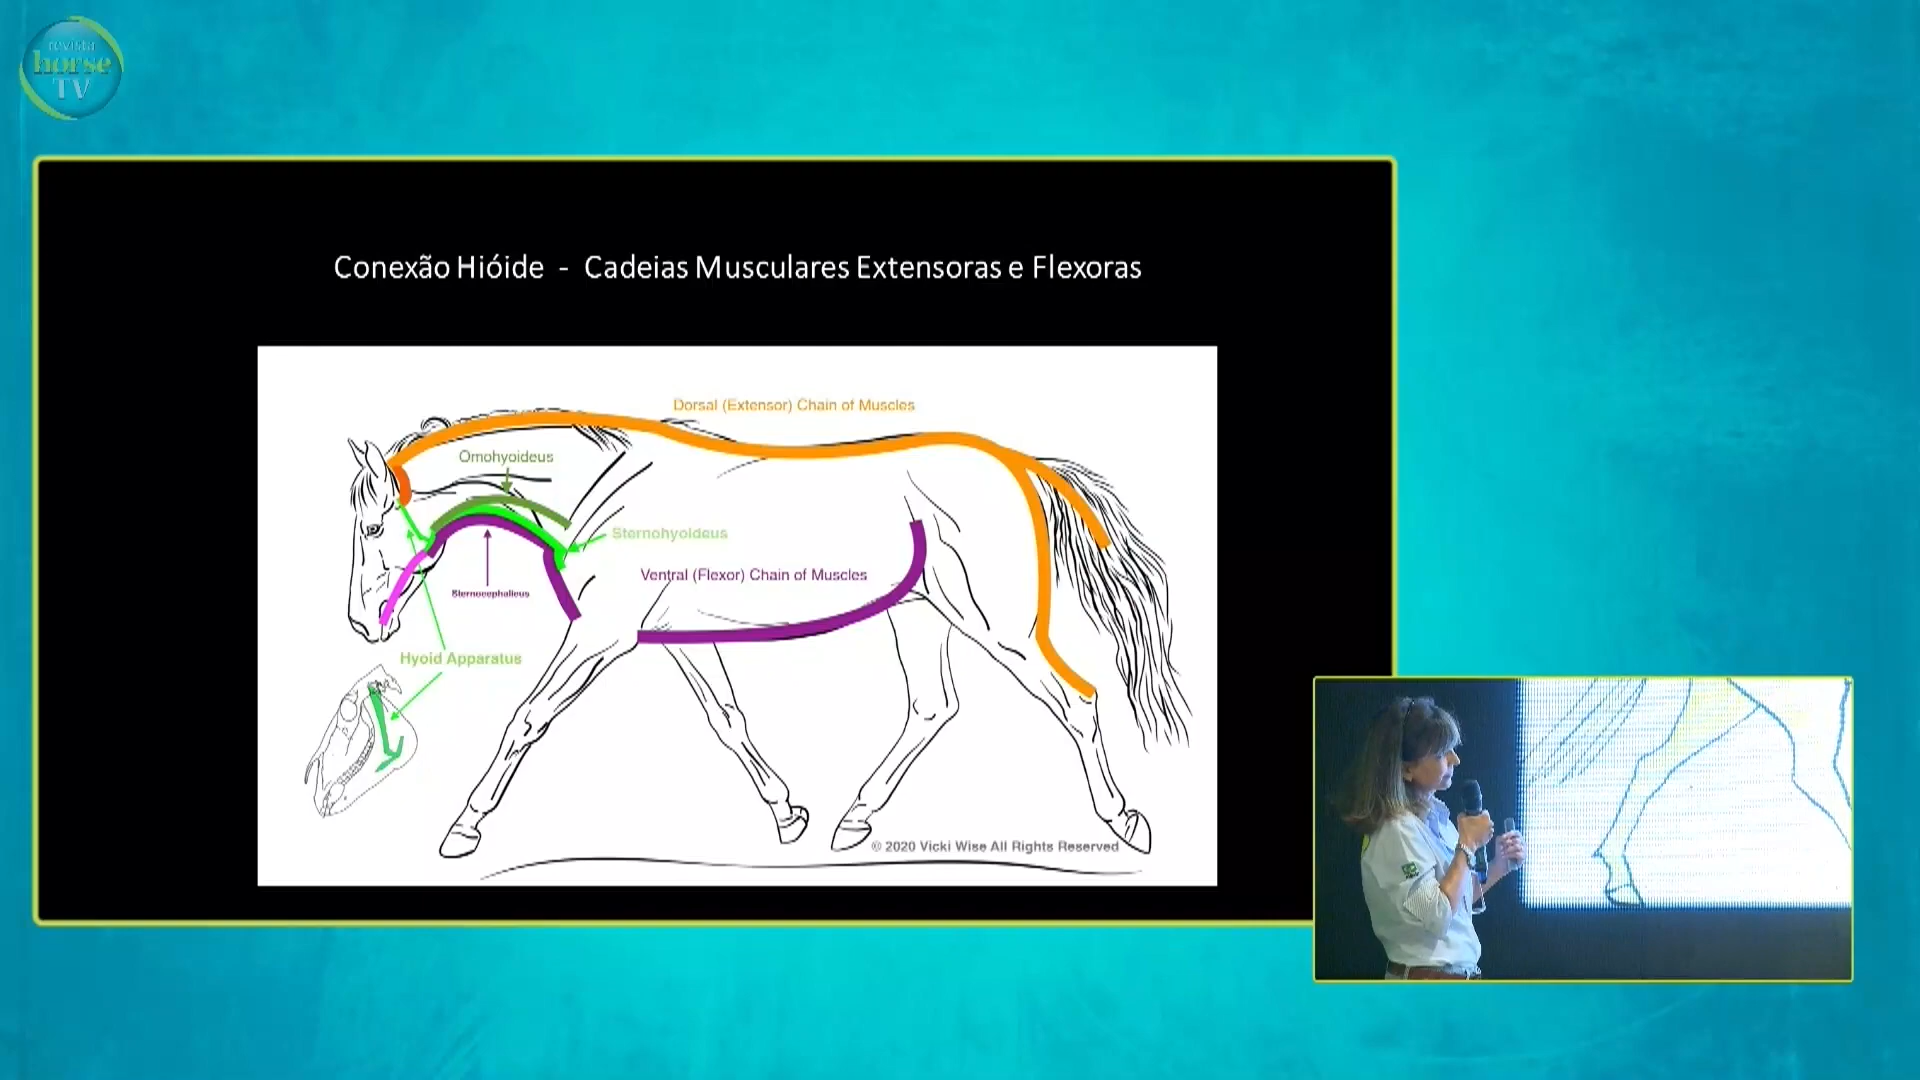 revista
horse
TV
Conexão Hióide - Cadeias Musculares Extensoras e Flexoras
Dorsal (Extensor) Chain of Muscles
Omohyoideus
Sternohyoideus
Ventral (Flexor) Chain of Muscles
Sternocephalieus
Hyoid Apparatus
© 2020 Vicki Wise All Rights Reserved